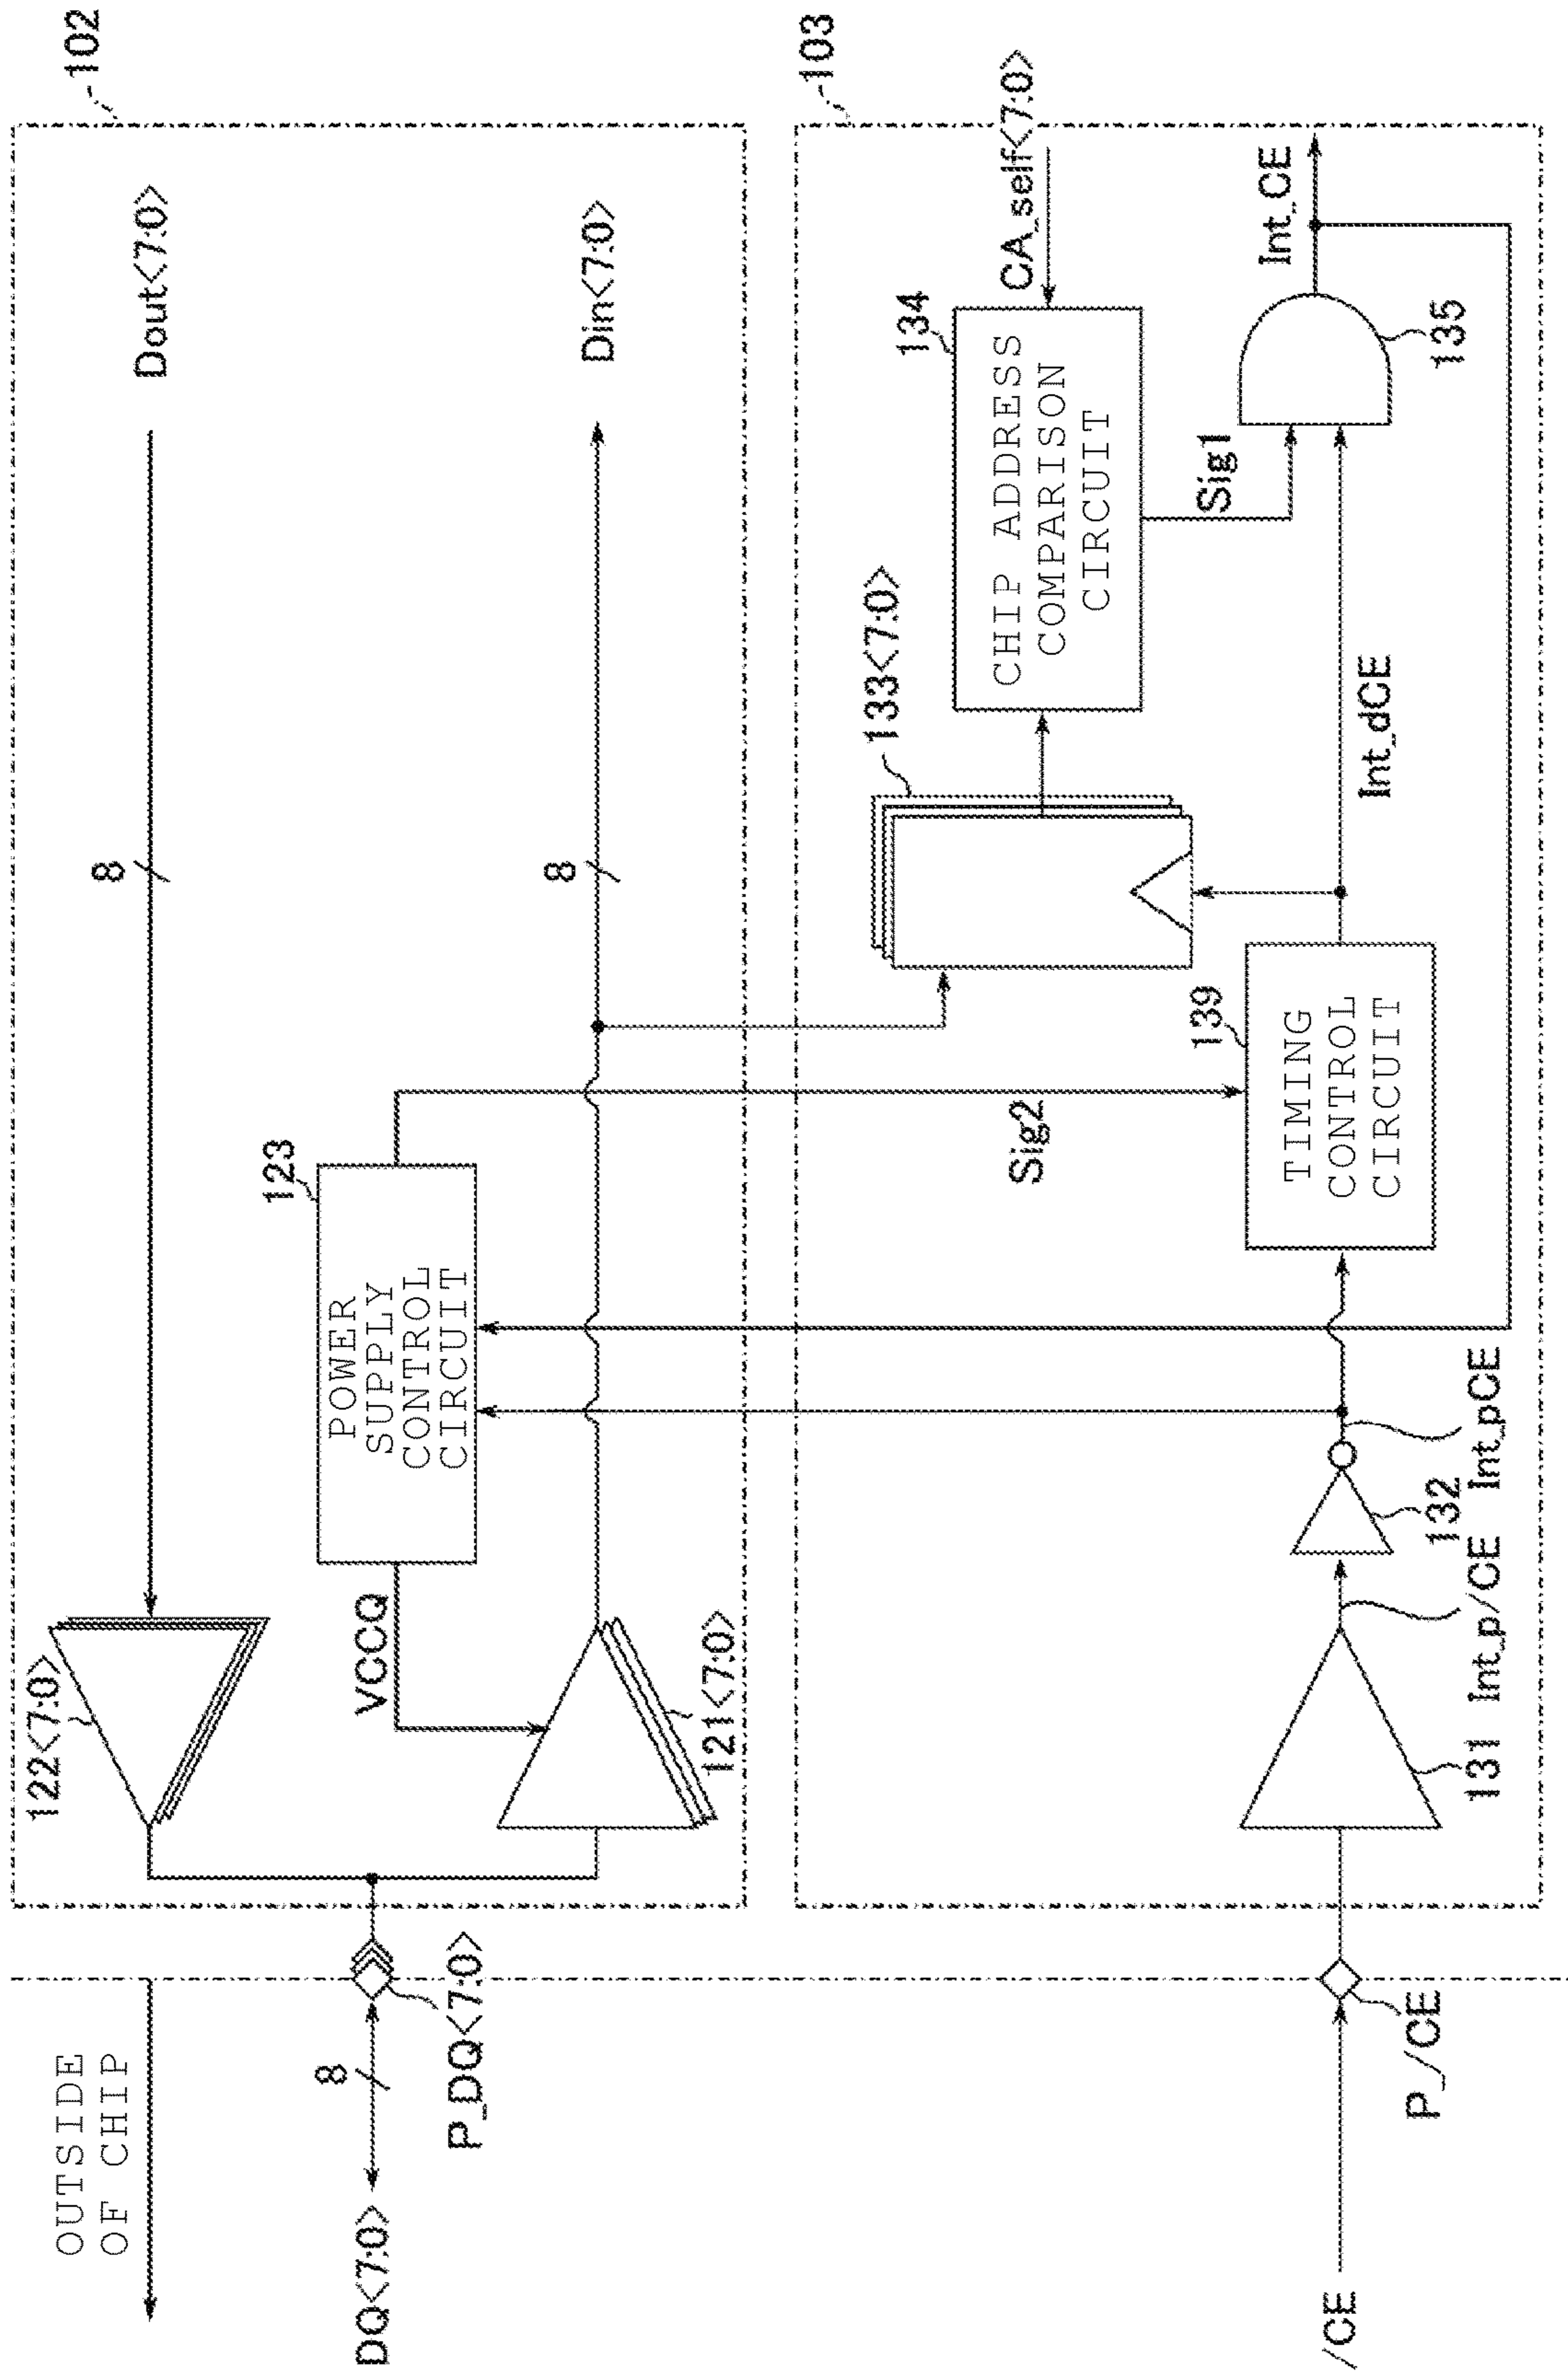 OUTSIDE
OF CHIP
DQ<7:0>
8
P_DQ<7:0>
122<7:0>
VCCQ
121<7:0>
POWER
SUPPLY
CONTROL
CIRCUIT
123
8
Dout<7:0>
8
Din<7:0>
102
/CE
P_/CE
131
Int_p/CE
132
Int_pCE
Sig2
TIMING
CONTROL
CIRCUIT
139
133<7:0>
Int_dCE
CHIP ADDRESS
COMPARISON
CIRCUIT
134
Sig1
CA_self<7:0>
135
Int_CE
103